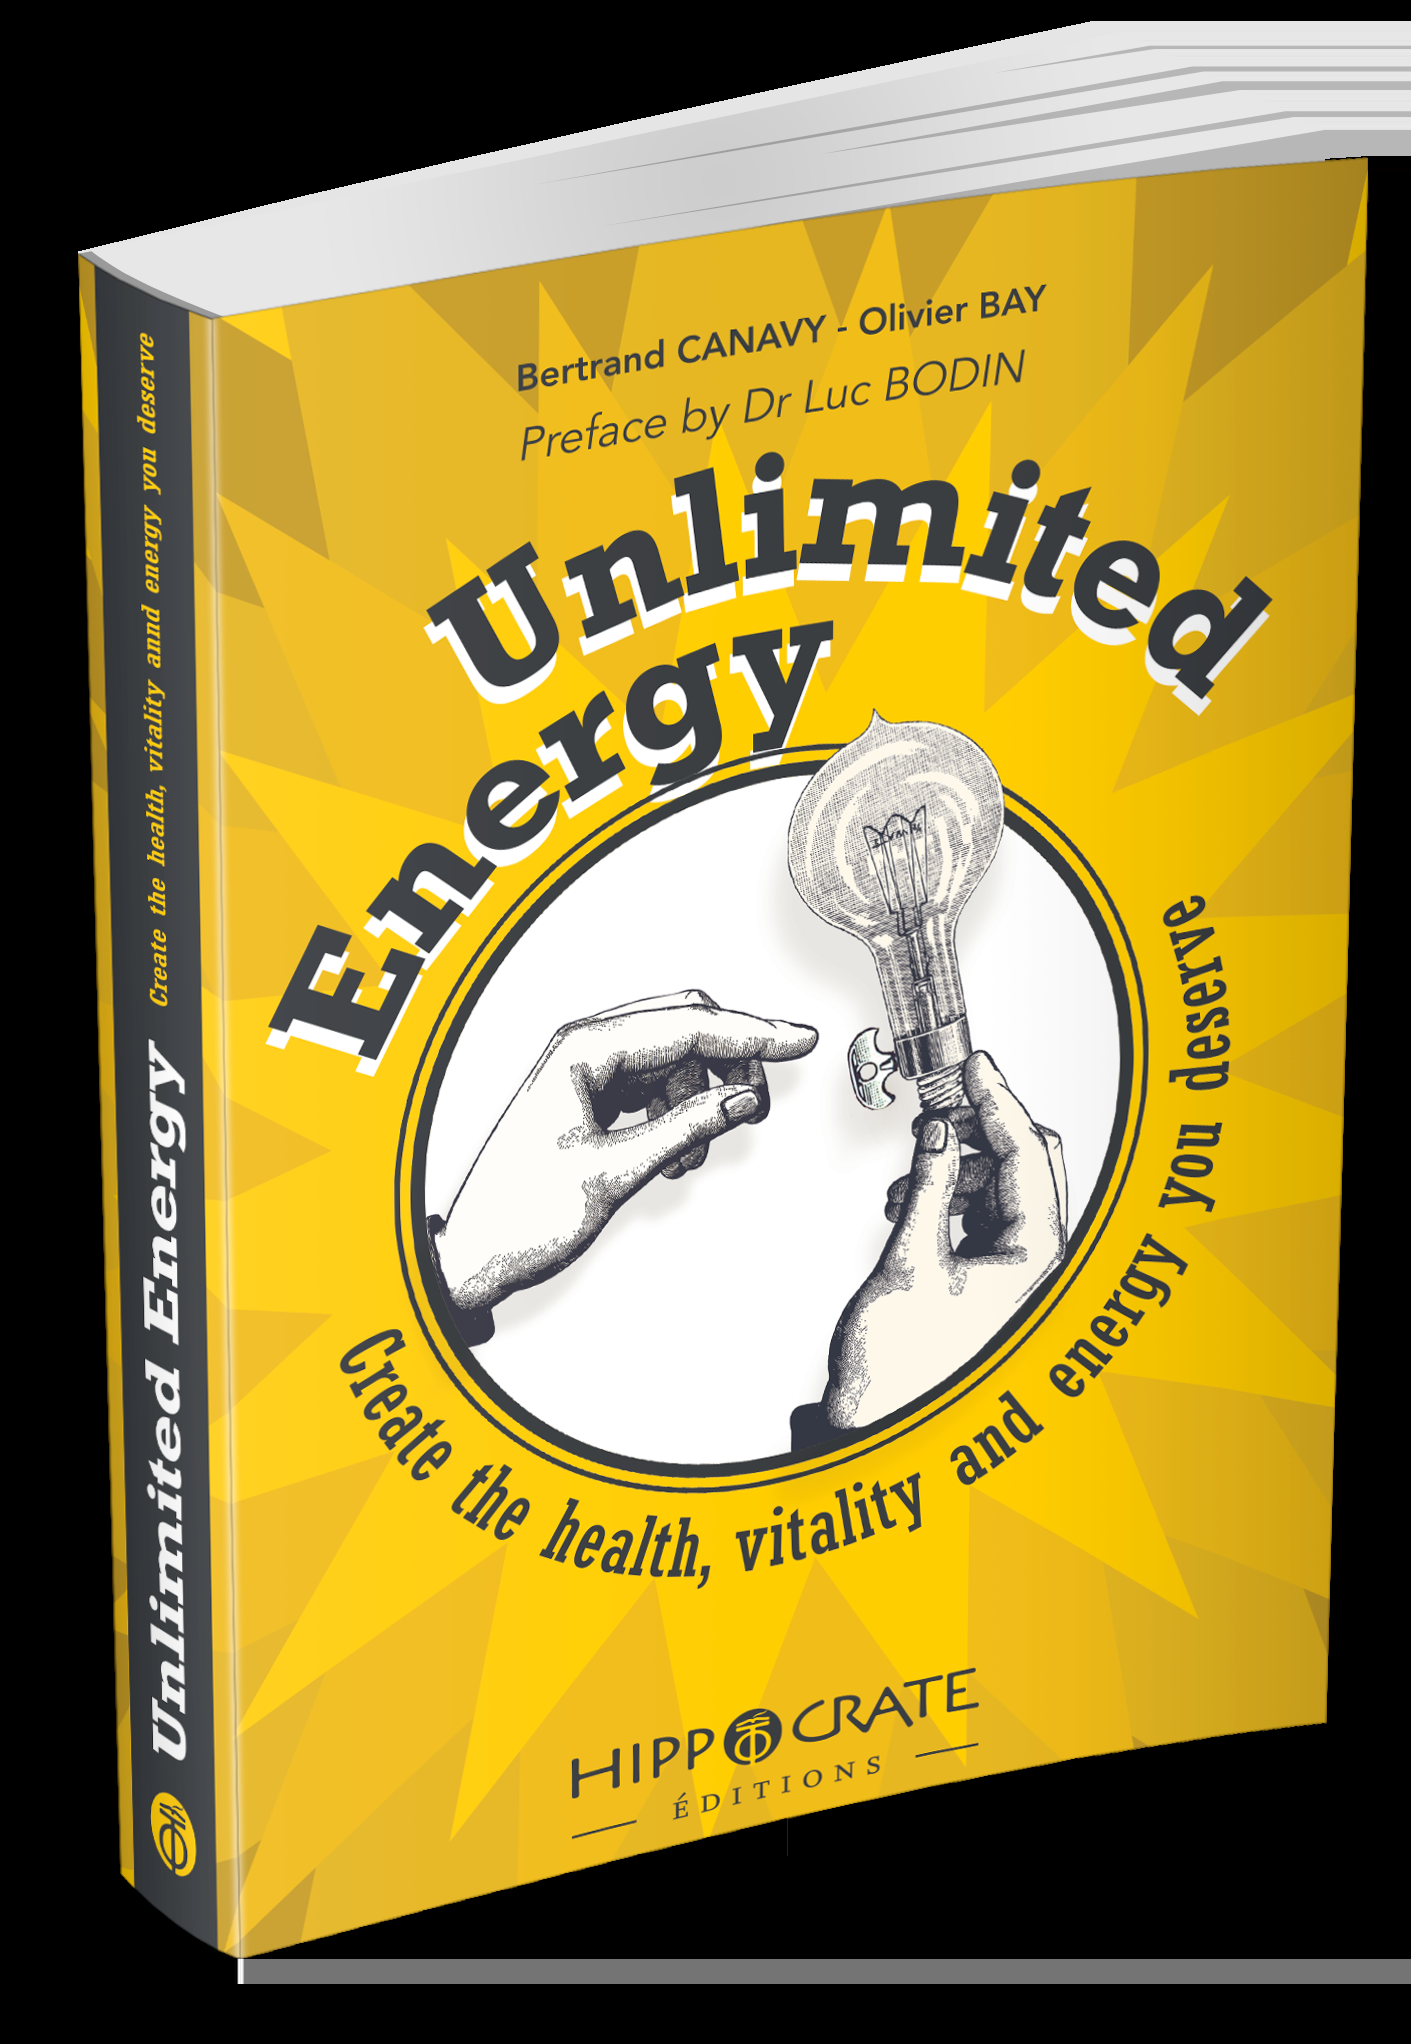 Bertrand CANAVY - Olivier BAY
Preface by Dr Luc BODIN
Unlimited
Energy
Create the health, vitality and energy you deserve
HIPPOCRATE
ÉDITIONS
Unlimited Energy Create the health, vitality annd energy you deserve